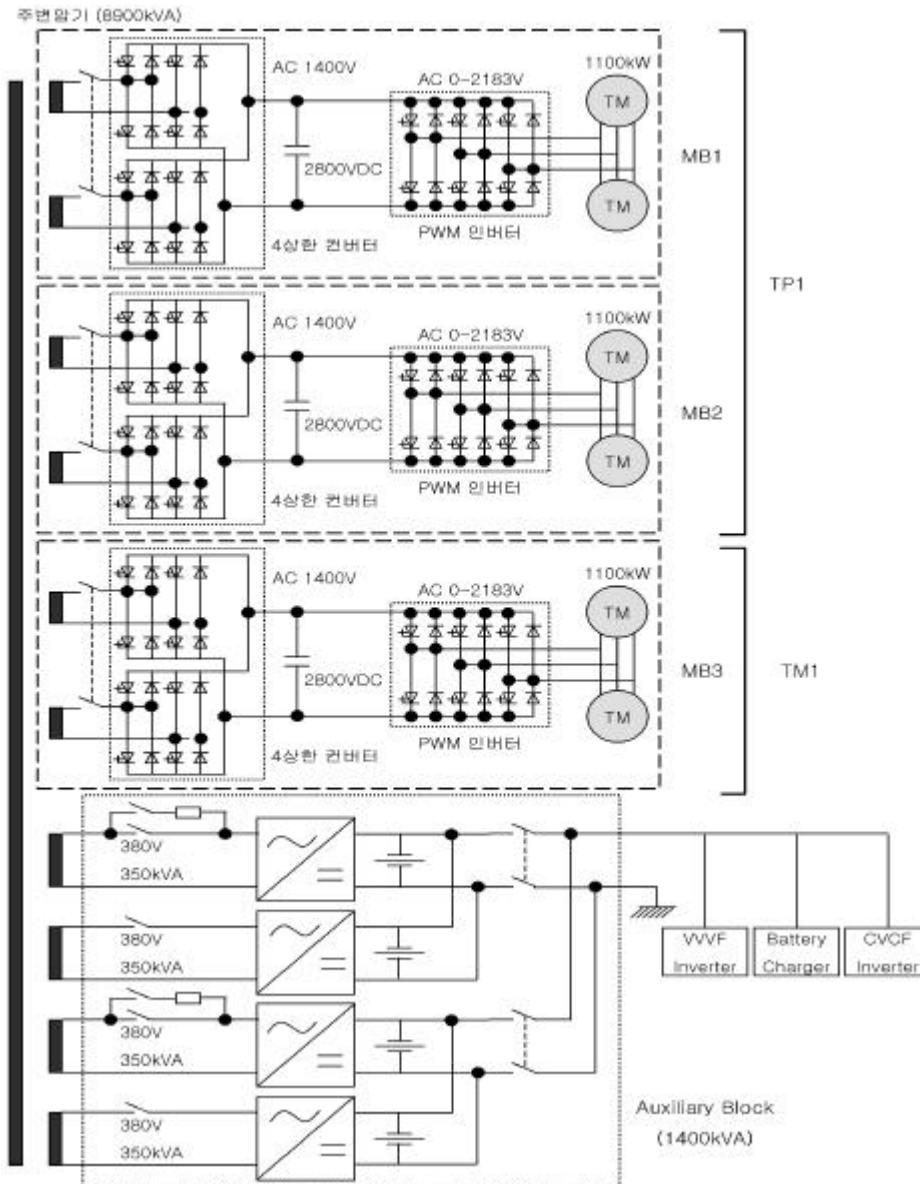 주변압기 (8900kVA)
AC 1400V
AC 0-2183V
1100kW
TM
2800VDC
TM
4상한 컨버터
PWM 인버터
MB1
TP1
AC 1400V
AC 0-2183V
1100kW
TM
2800VDC
TM
4상한 컨버터
PWM 인버터
MB2
AC 1400V
AC 0-2183V
1100kW
TM
2800VDC
TM
4상한 컨버터
PWM 인버터
MB3
TM1
380V
350kVA
380V
350kVA
380V
350kVA
380V
350kVA
VVVF
Inverter
Battery
Charger
CVCF
Inverter
Auxiliary Block
(1400kVA)